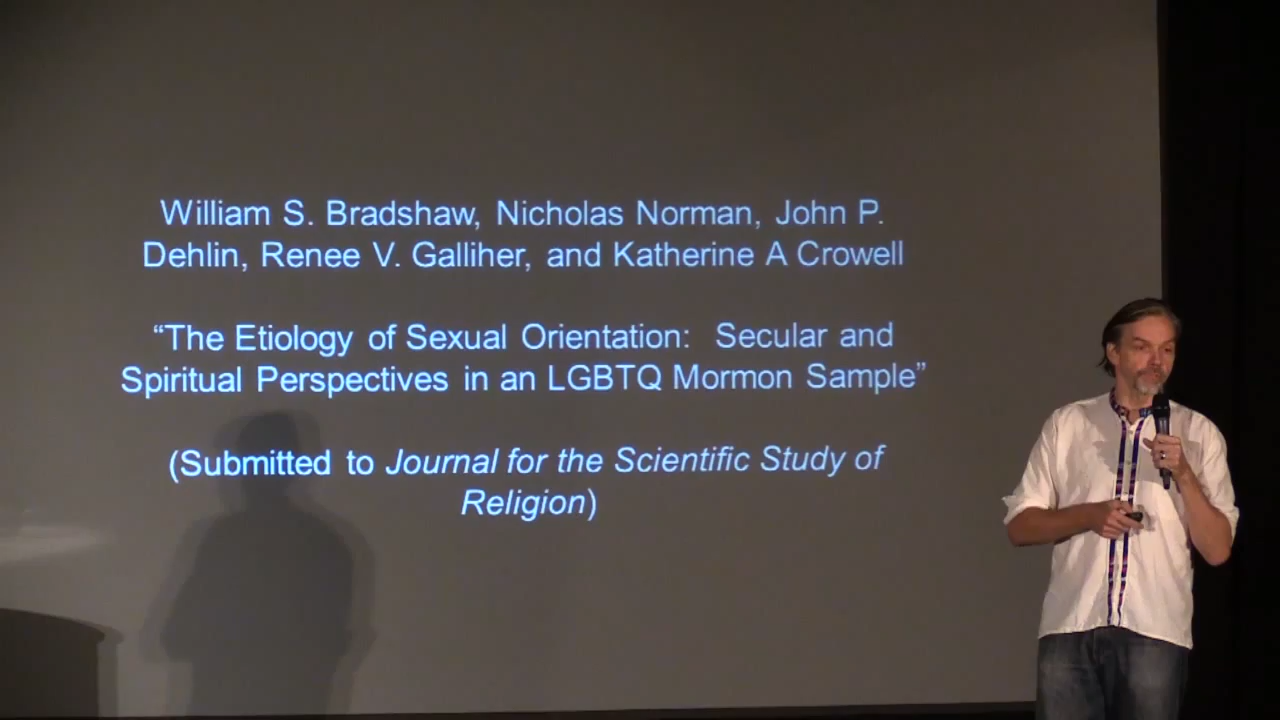 William S. Bradshaw, Nicholas Norman, John P.
Dehlin, Renee V. Galliher, and Katherine A Crowell
“The Etiology of Sexual Orientation:  Secular and
Spiritual Perspectives in an LGBTQ Mormon Sample”
(Submitted to Journal for the Scientific Study of
Religion)